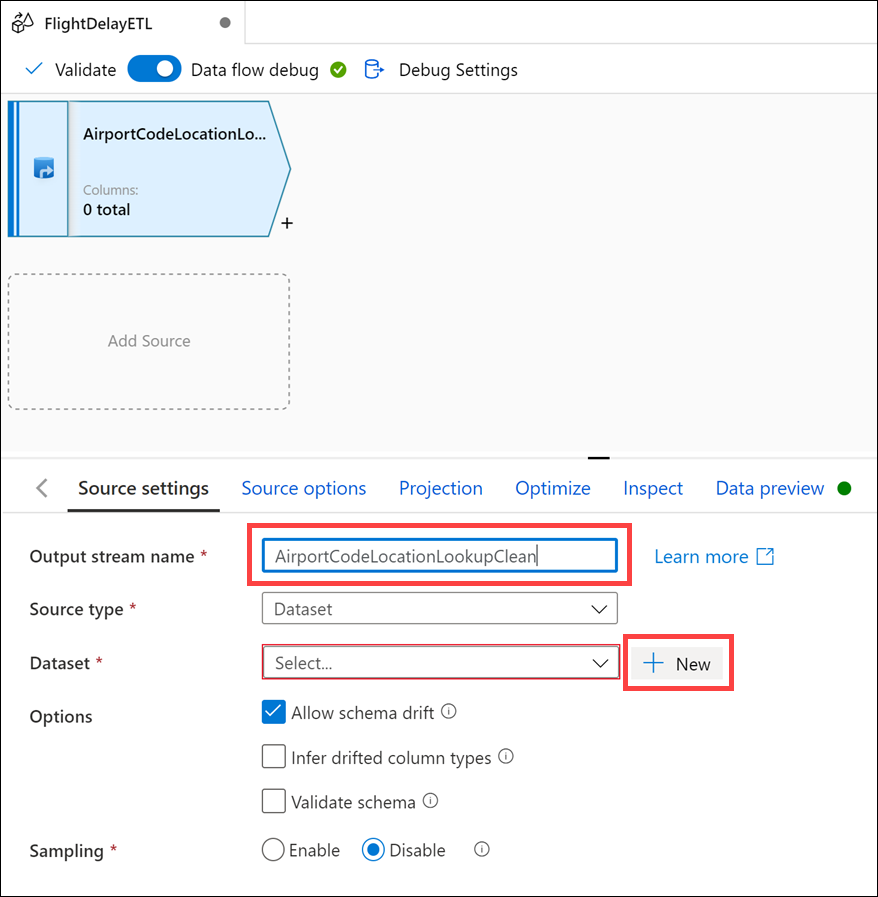 FlightDelayETL
Validate Data flow debug Debug Settings
AirportCodeLocationLo...
Columns:
0 total
+
Add Source
Source settings Source options Projection Optimize Inspect Data preview
Output stream name * AirportCodeLocationLookupClean Learn more
Source type * Dataset
Dataset * Select... New
Options Allow schema drift
Infer drifted column types
Validate schema
Sampling * Enable Disable